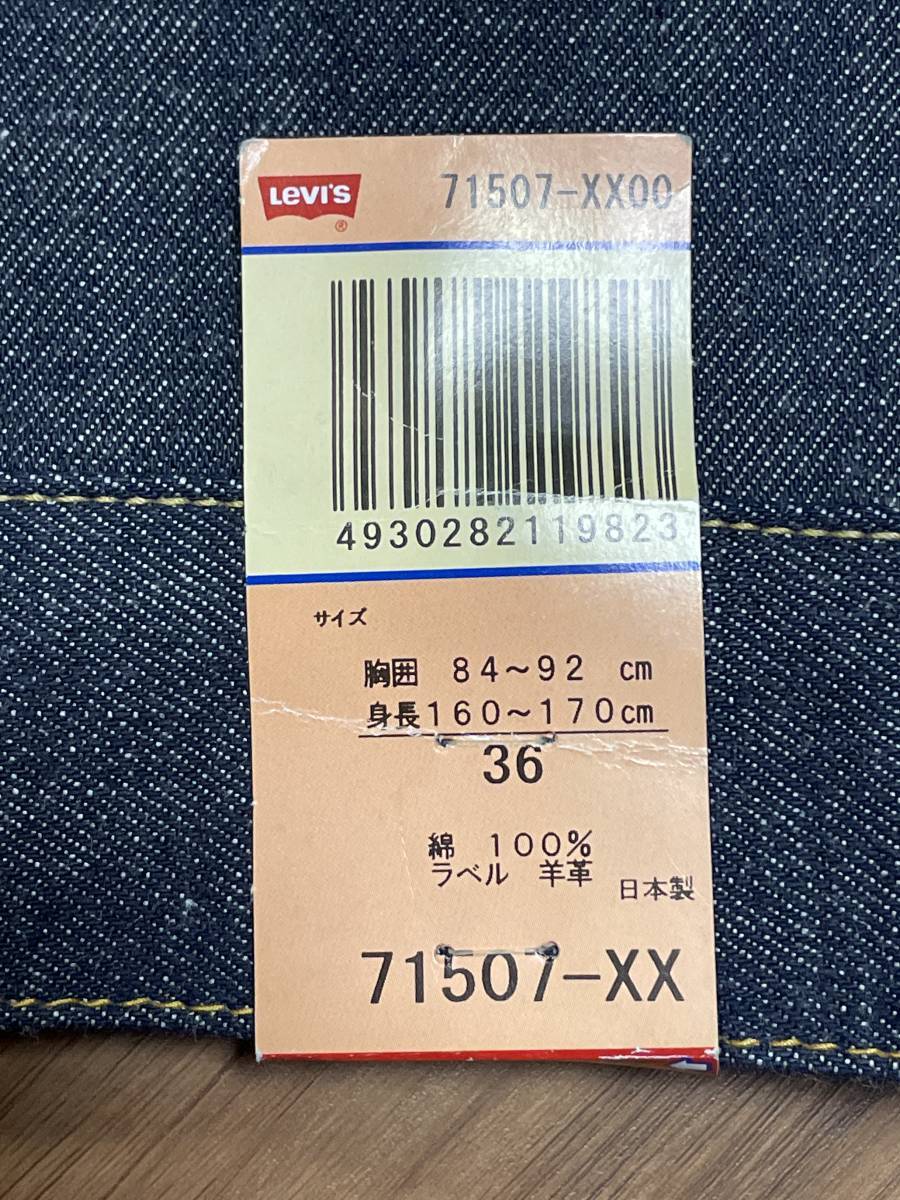 LEVI'S ®
71507-XX00
4930282119823
サイズ
胸囲 84～92 cm
身長160～170cm
36
綿 100%
ラベル 羊革
日本製
71507-XX